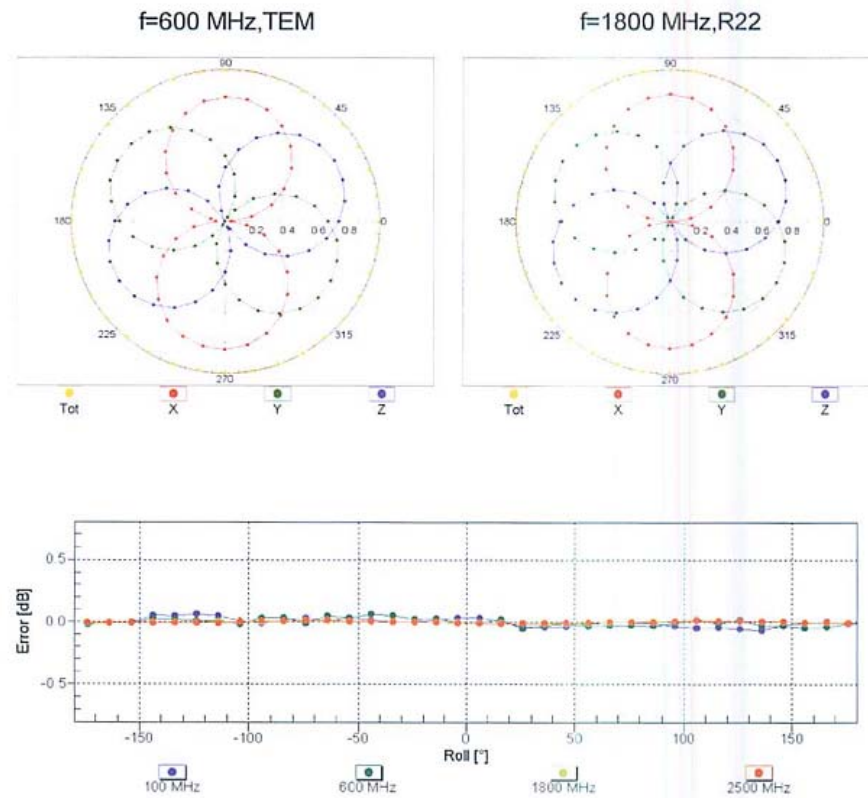 f=600 MHz,TEM
f=1800 MHz,R22
90
135
45
180
0.2 0.4 0.6 0.8
0
225
315
270
Tot X Y Z
90
135
45
180
0.2 0.4 0.6 0.8
0
225
315
270
Tot X Y Z
Error [dB]
0.5
0.0
-0.5
-150 -100 -50 0 50 100 150
Roll [°]
100 MHz 600 MHz 1800 MHz 2500 MHz